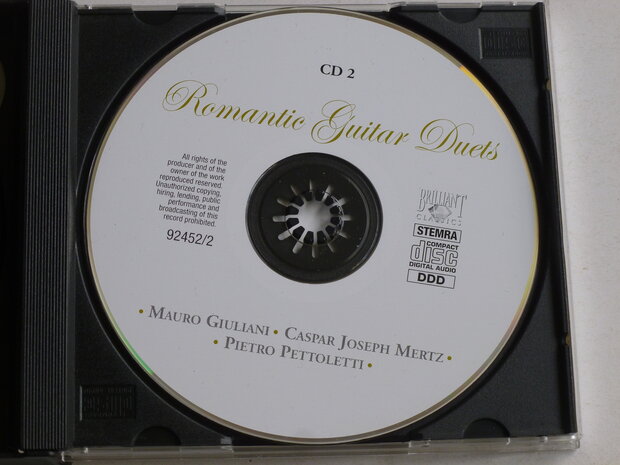 CD 2
Romantic Guitar Duets
All rights of the
producer and of the
owner of the work
reproduced reserved.
Unauthorized copying,
hiring, lending, public
performance and
broadcasting of this
record prohibited.
92452/2
BRILLIANT
CLASSICS
STEMRA
COMPACT
disc
DIGITAL AUDIO
DDD
• MAURO GIULIANI • CASPAR JOSEPH MERTZ •
• PIETRO PETTOLETTI •